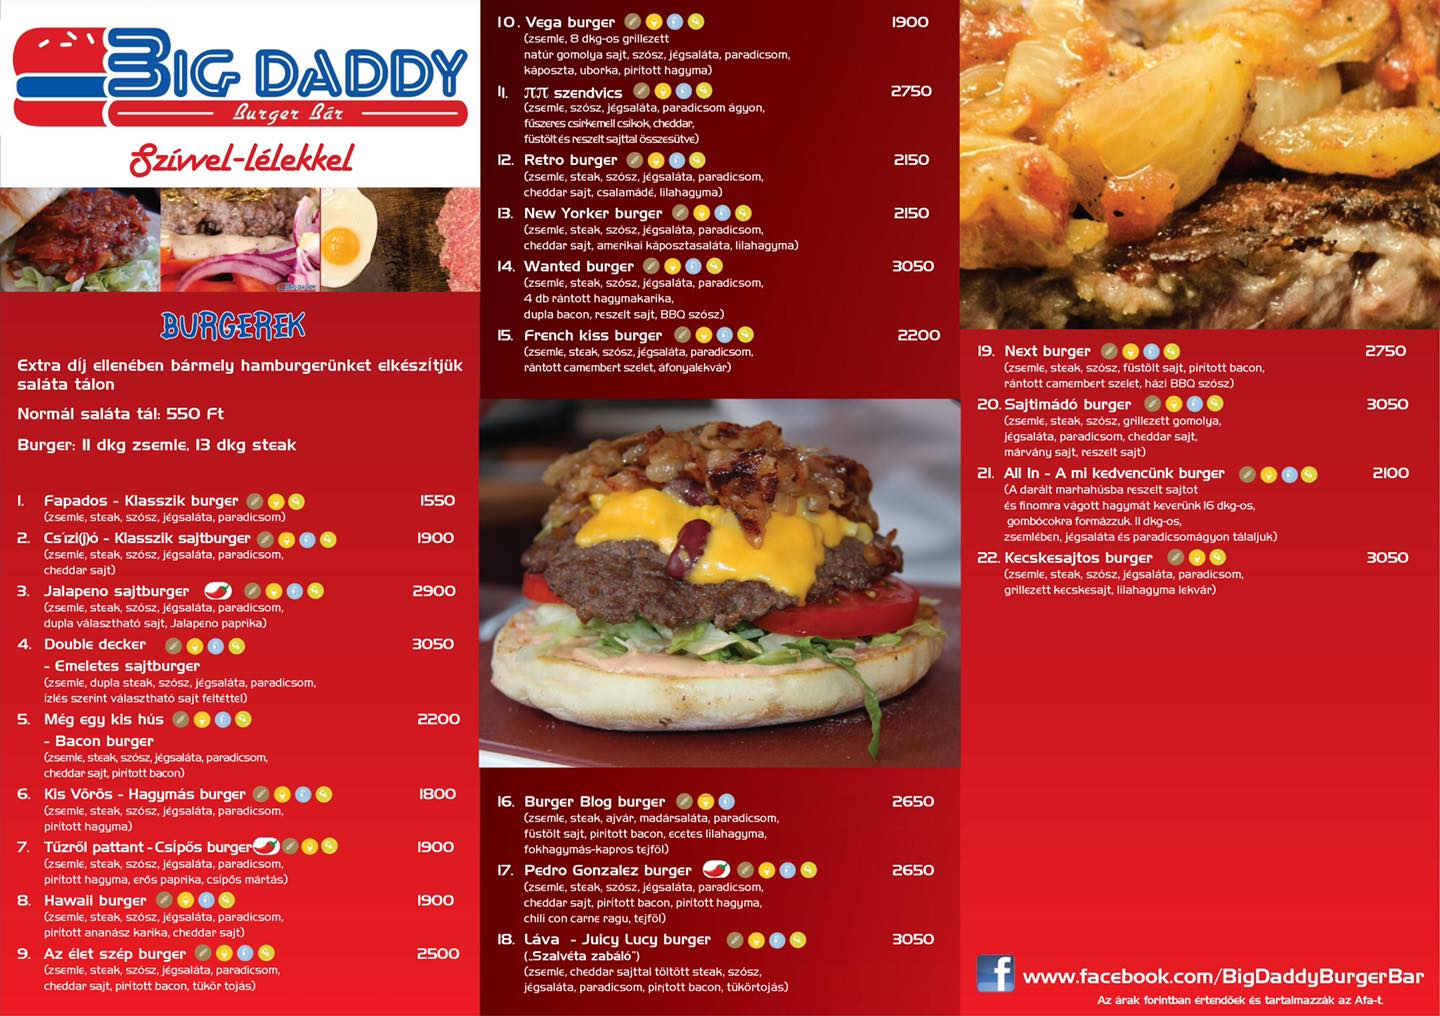 BIG DADDY
Burger Bár
Szívvel-lélekkel
BIG DADDY
BURGEREK
Extra díj ellenében bármely hamburgerünket elkészítjük
saláta tálon
Normál saláta tál: 550 Ft
Burger: 11 dkg zsemle, 13 dkg steak
1. Fapados - Klasszik burger 1550
(zsemle, steak, szósz, jégsaláta, paradicsom)
2. Csízi(j)ó - Klasszik sajtburger 1900
(zsemle, steak, szósz, jégsaláta, paradicsom,
cheddar sajt)
3. Jalapeno sajtburger 2900
(zsemle, steak, szósz, jégsaláta, paradicsom,
dupla választható sajt, Jalapeno paprika)
4. Double decker 3050
- Emeletes sajtburger
(zsemle, dupla steak, szósz, jégsaláta, paradicsom,
ízlés szerint választható sajt feltéttel)
5. Még egy kis hús 2200
- Bacon burger
(zsemle, steak, szósz, jégsaláta, paradicsom,
cheddar sajt, pirított bacon)
6. Kis Vörös - Hagymás burger 1800
(zsemle, steak, szósz, jégsaláta, paradicsom,
pirított hagyma)
7. Tűzről pattant - Csípős burger 1900
(zsemle, steak, szósz, jégsaláta, paradicsom,
pirított hagyma, erős paprika, csípős mártás)
8. Hawaii burger 1900
(zsemle, steak, szósz, jégsaláta, paradicsom,
pirított ananász karika, cheddar sajt)
9. Az élet szép burger 2500
(zsemle, steak, szósz, jégsaláta, paradicsom,
cheddar sajt, pirított bacon, tükör tojás)
10. Vega burger 1900
(zsemle, 8 dkg-os grillezett
natúr gomolya sajt, szósz, jégsaláta, paradicsom,
káposzta, uborka, pirított hagyma)
11. ππ szendvics 2750
(zsemle, szósz, jégsaláta, paradicsom ágyon,
fűszeres csirkemell csíkok, cheddar,
füstölt és reszelt sajttal összesütve)
12. Retro burger 2150
(zsemle, steak, szósz, jégsaláta, paradicsom,
cheddar sajt, csalamádé, lilahagyma)
13. New Yorker burger 2150
(zsemle, steak, szósz, jégsaláta, paradicsom,
cheddar sajt, amerikai káposztasaláta, lilahagyma)
14. Wanted burger 3050
(zsemle, steak, szósz, jégsaláta, paradicsom,
4 db rántott hagymakarika,
dupla bacon, reszelt sajt, BBQ szósz)
15. French kiss burger 2200
(zsemle, steak, szósz, jégsaláta, paradicsom,
rántott camembert szelet, áfonyalekvár)
16. Burger Blog burger 2650
(zsemle, steak, ajvár, madársaláta, paradicsom,
füstölt sajt, pirított bacon, ecetes lilahagyma,
fokhagymás-kapros tejföl)
17. Pedro Gonzalez burger 2650
(zsemle, steak, szósz, jégsaláta, paradicsom,
cheddar sajt, pirított bacon, pirított hagyma,
chili con carne ragu, tejföl)
18. Láva - Juicy Lucy burger 3050
(„Szalvéta zabáló")
(zsemle, cheddar sajttal töltött steak, szósz,
jégsaláta, paradicsom, pirított bacon, tükörtojás)
19. Next burger 2750
(zsemle, steak, szósz, füstölt sajt, pirított bacon,
rántott camembert szelet, házi BBQ szósz)
20. Sajtimádó burger 3050
(zsemle, steak, szósz, grillezett gomolya,
jégsaláta, paradicsom, cheddar sajt,
márvány sajt, reszelt sajt)
21. All In - A mi kedvencünk burger 2100
(A darált marhahúsba reszelt sajtot
és finomra vágott hagymát keverünk 16 dkg-os,
gombócokra formázzuk. 11 dkg-os,
zsemlében, jégsaláta és paradicsomágyon tálaljuk)
22. Kecskesajtos burger 3050
(zsemle, steak, szósz, jégsaláta, paradicsom,
grillezett kecskesajt, lilahagyma lekvár)
f www.facebook.com/BigDaddyBurgerBar
Az árak forintban értendőek és tartalmazzák az Áfa-t.